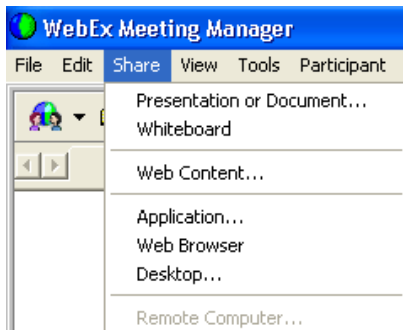 WebEx Meeting Manager
File Edit Share View Tools Participant
Presentation or Document...
Whiteboard
Web Content...
Application...
Web Browser
Desktop...
Remote Computer...